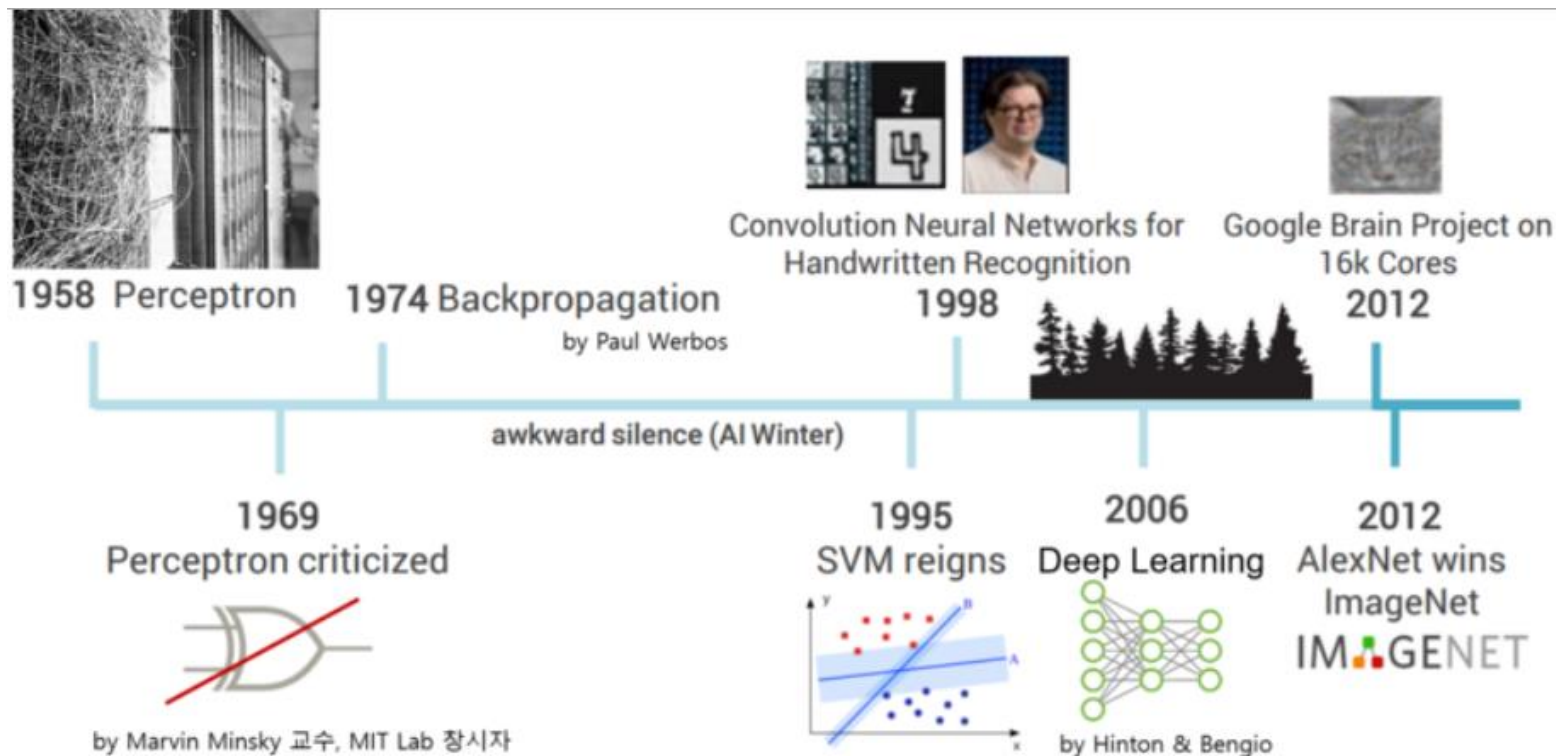 Convolution Neural Networks for
Handwritten Recognition
1998
Google Brain Project on
16k Cores
2012
1958 Perceptron
1974 Backpropagation
by Paul Werbos
awkward silence (AI Winter)
1969
Perceptron criticized
by Marvin Minsky 교수, MIT Lab 창시자
1995
SVM reigns
y
B
A
x
2006
Deep Learning
by Hinton & Bengio
2012
AlexNet wins
ImageNet
IMAGENET
7
4